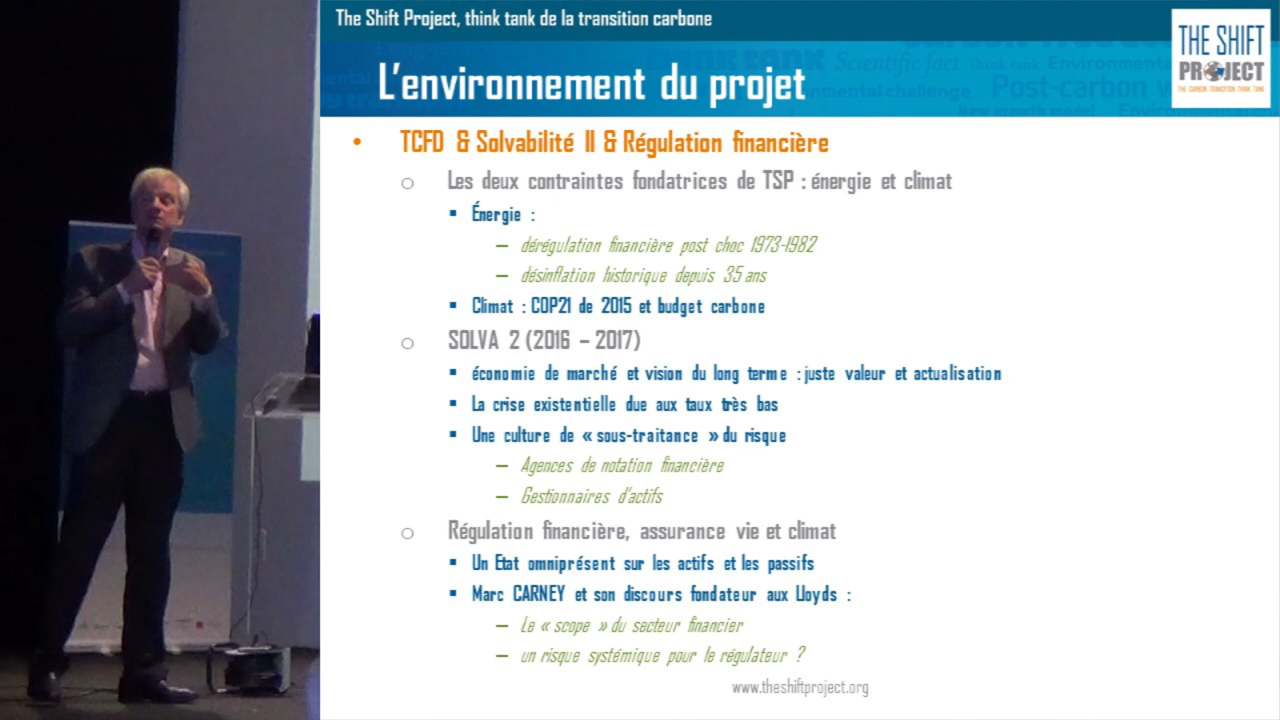 The Shift Project, think tank de la transition carbone
L'environnement du projet
THE SHIFT
PROJECT
THE CARBON TRANSITION THINK TANK
• TCFD & Solvabilité II & Régulation financière
o Les deux contraintes fondatrices de TSP : énergie et climat
▪ Énergie :
– dérégulation financière post choc 1973-1982
– désinflation historique depuis 35 ans
▪ Climat : COP21 de 2015 et budget carbone
o SOLVA 2 (2016 – 2017)
▪ économie de marché et vision du long terme : juste valeur et actualisation
▪ La crise existentielle due aux taux très bas
▪ Une culture de « sous-traitance » du risque
– Agences de notation financière
– Gestionnaires d'actifs
o Régulation financière, assurance vie et climat
▪ Un Etat omniprésent sur les actifs et les passifs
▪ Marc CARNEY et son discours fondateur aux Lloyds :
– Le « scope » du secteur financier
– un risque systémique pour le régulateur ?
www.theshiftproject.org